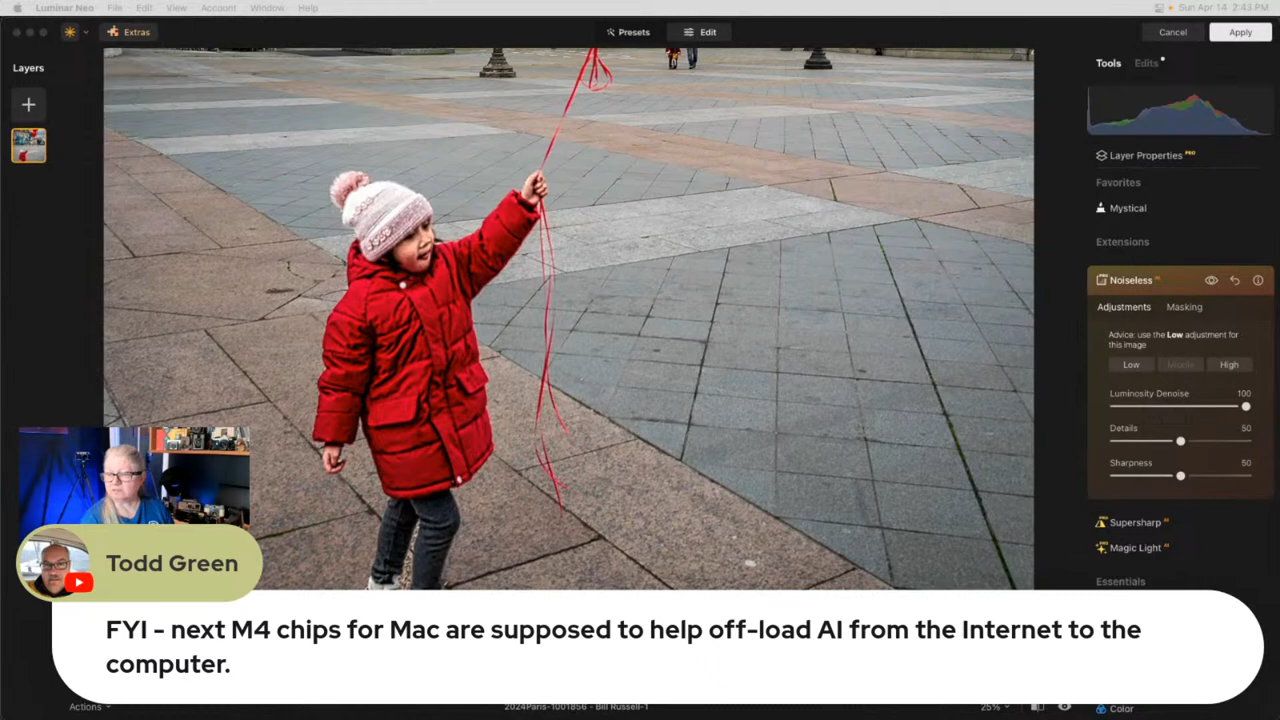 Luminar Neo File Edit View Account Window Help
Sun Apr 14 2:43 PM
Extras
Presets
Edit
Cancel
Apply
Layers
Tools
Edits
Layer Properties PRO
Favorites
Mystical
Extensions
Noiseless AI
Adjustments
Masking
Advice: use the Low adjustment for
this image
Low
Middle
High
Luminosity Denoise 100
Details 50
Sharpness 50
Supersharp AI
Magic Light AI
Essentials
Todd Green
FYI - next M4 chips for Mac are supposed to help off-load AI from the Internet to the
computer.
Actions
2024Paris-1001856 - Bill Russell-1
25%
Color